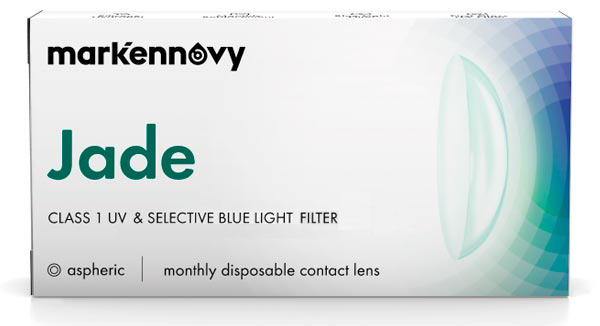 markennovy
Jade
CLASS 1 UV & SELECTIVE BLUE LIGHT FILTER
aspheric | monthly disposable contact lens